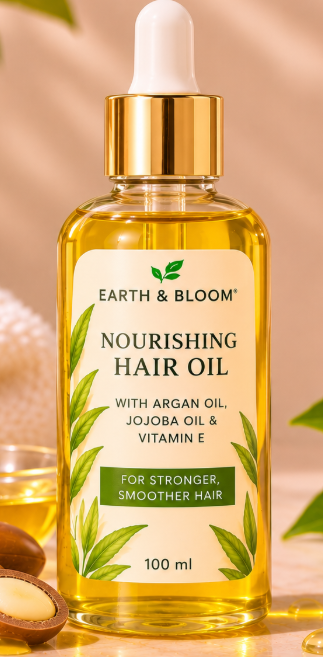 EARTH & BLOOM®
NOURISHING
HAIR OIL
WITH ARGAN OIL,
JOJOBA OIL &
VITAMIN E
FOR STRONGER,
SMOOTHER HAIR
100 ml